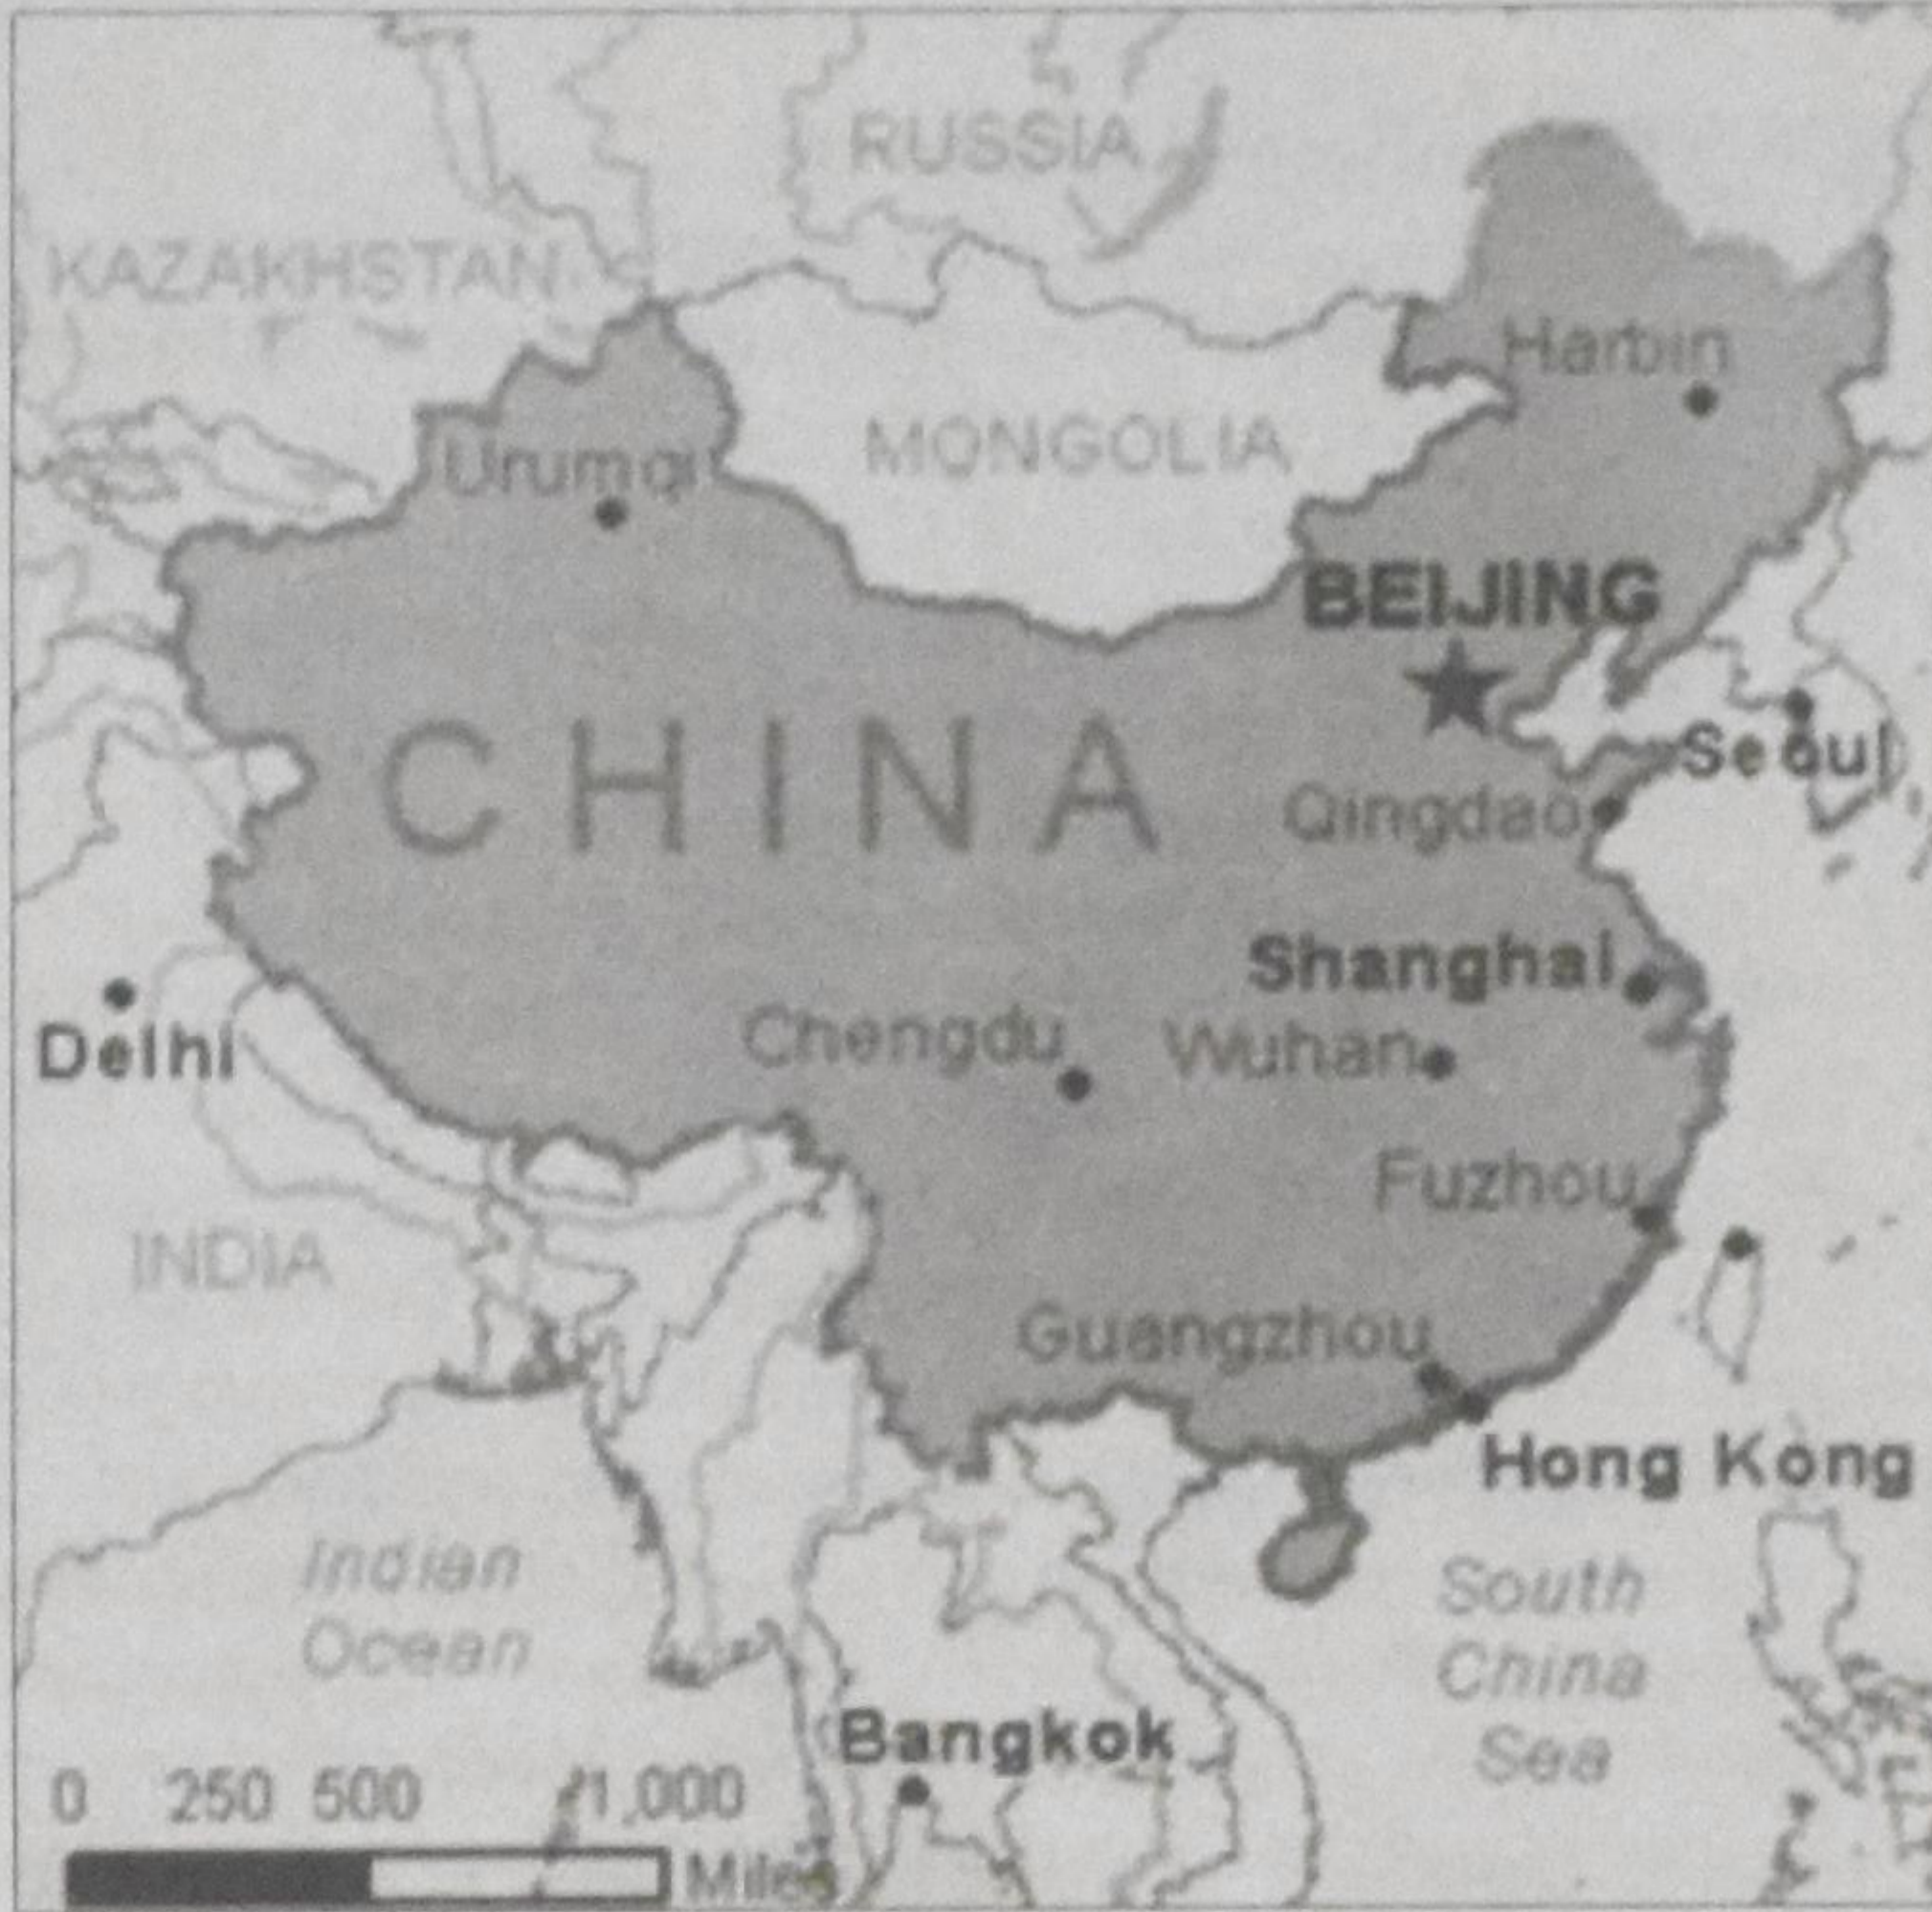 RUSSIA
KAZAKHSTAN
Harbin
MONGOLIA
Urumqi
BEIJING
CHINA
Seoul
Qingdao
Shanghai
Chengdu
Wuhan
Delhi
Fuzhou
INDIA
Guangzhou
Hong Kong
Indian
Ocean
South
China
Sea
Bangkok
0 250 500 1,000
Miles